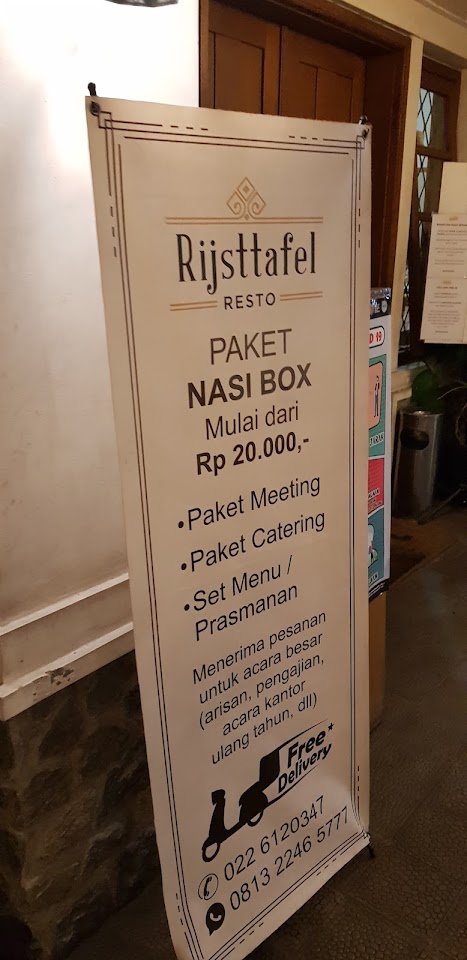 Rijsttafel
RESTO
PAKET
NASI BOX
Mulai dari
Rp 20.000,-
•Paket Meeting
•Paket Catering
•Set Menu /
Prasmanan
Menerima pesanan
untuk acara besar
(arisan, pengajian,
acara kantor
ulang tahun, dll)
Free*
Delivery
022 6120347
0813 2246 5777
19